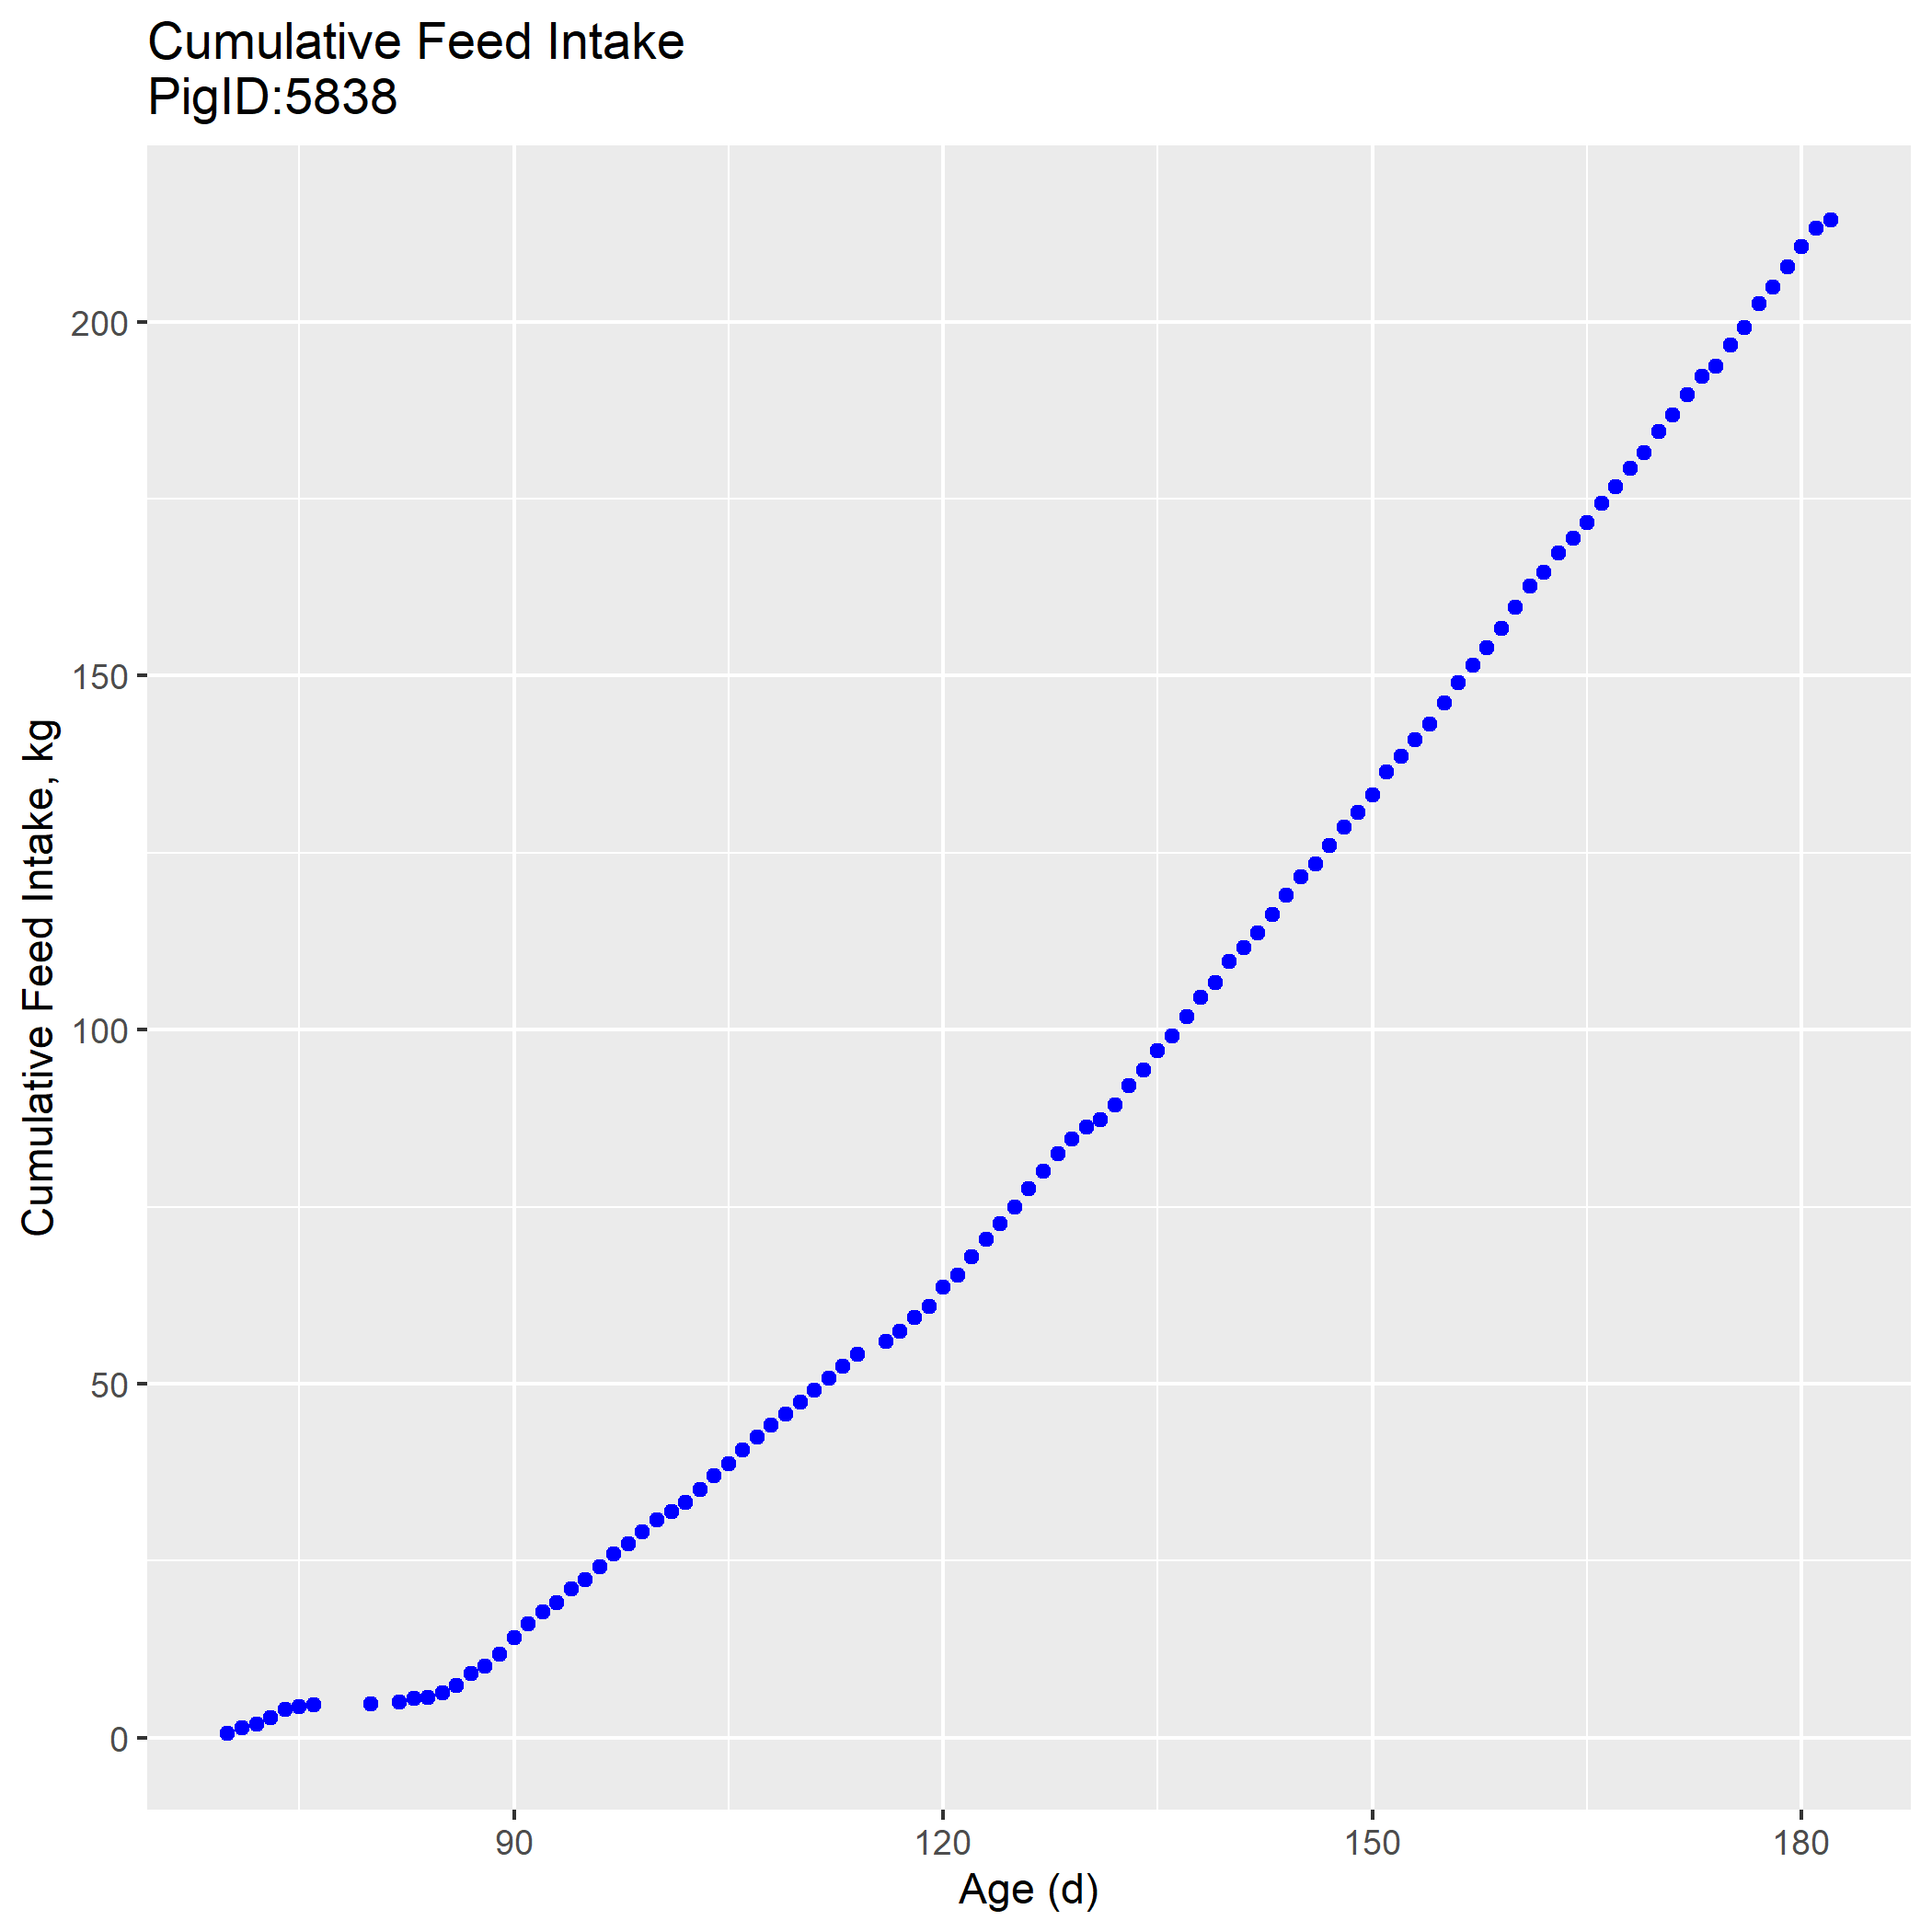 Cumulative Feed Intake
PigID:5838
Cumulative Feed Intake, kg
200
150
100
50
0
90 120 150 180
Age (d)